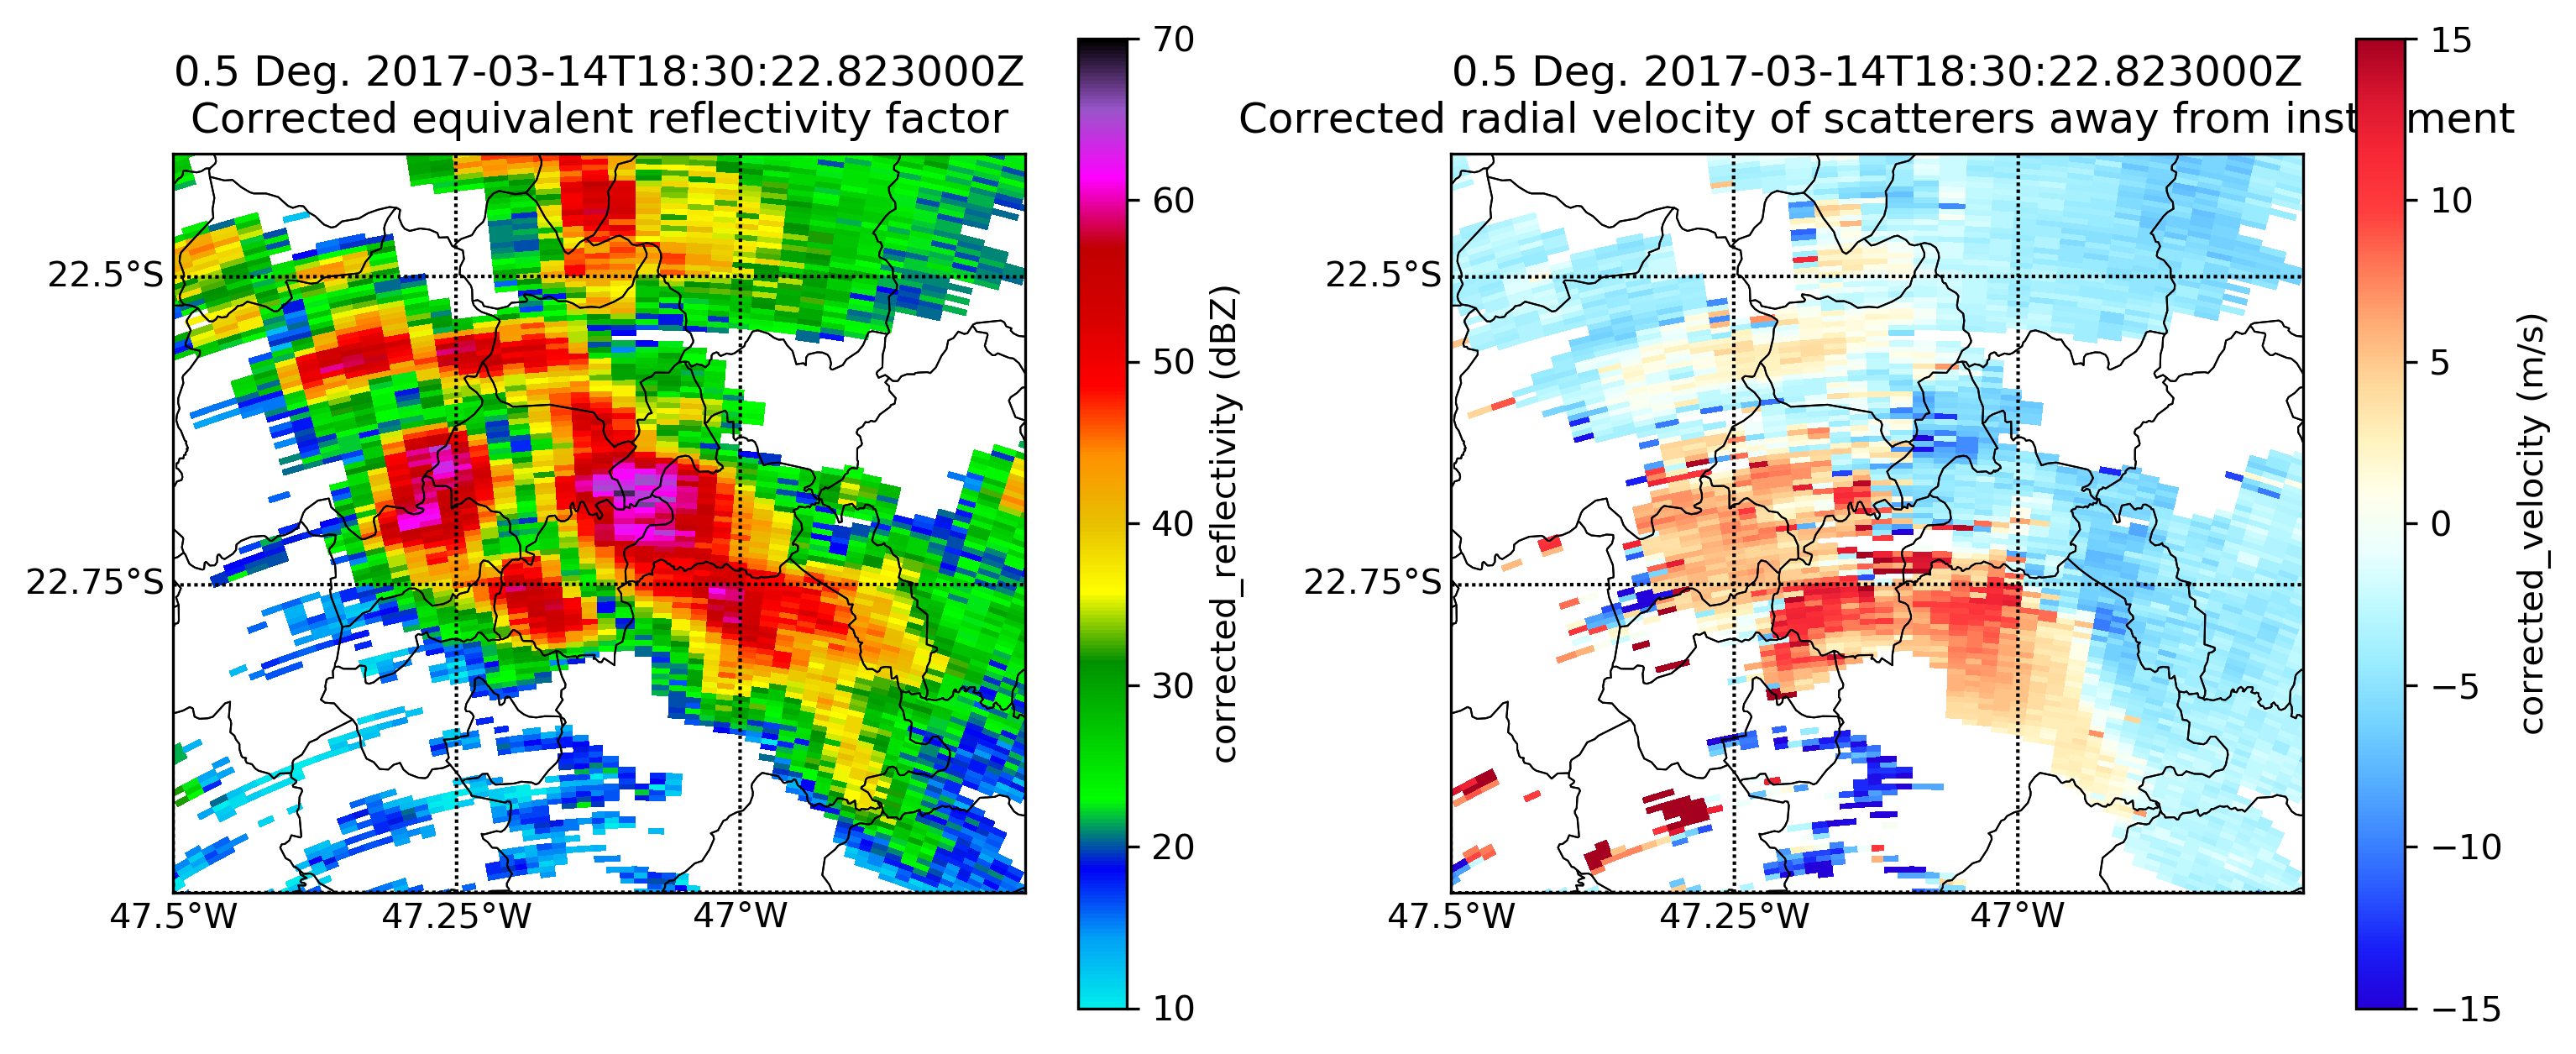 0.5 Deg. 2017-03-14T18:30:22.823000Z
Corrected equivalent reflectivity factor
22.5°S
22.75°S
47.5°W
47.25°W
47°W
70
60
50
40
30
20
10
corrected_reflectivity (dBZ)
0.5 Deg. 2017-03-14T18:30:22.823000Z
Corrected radial velocity of scatterers away from inst ment
22.5°S
22.75°S
47.5°W
47.25°W
47°W
15
10
5
0
−5
−10
−15
corrected_velocity (m/s)